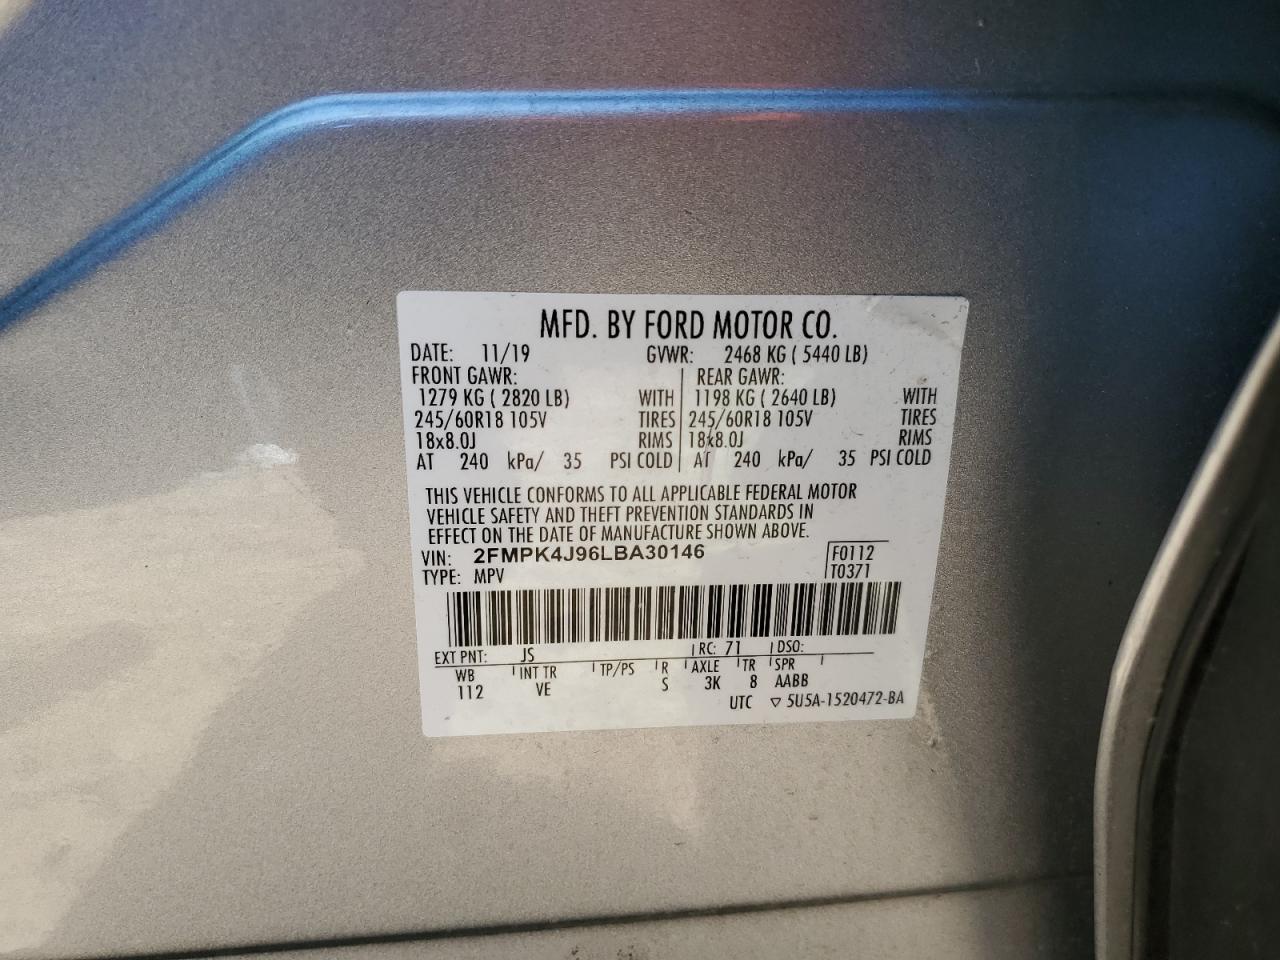 MFD. BY FORD MOTOR CO.
DATE: 11/19 GVWR: 2468 KG ( 5440 LB)
FRONT GAWR: REAR GAWR:
1279 KG ( 2820 LB) WITH 1198 KG ( 2640 LB) WITH
245/60R18 105V TIRES 245/60R18 105V TIRES
18x8.0J RIMS 18x8.0J RIMS
AT 240 kPa/ 35 PSI COLD AT 240 kPa/ 35 PSI COLD
THIS VEHICLE CONFORMS TO ALL APPLICABLE FEDERAL MOTOR
VEHICLE SAFETY AND THEFT PREVENTION STANDARDS IN
EFFECT ON THE DATE OF MANUFACTURE SHOWN ABOVE.
VIN: 2FMPK4J96LBA30146 F0112
TYPE: MPV T0371
EXT PNT: JS RC: 71 DSO:
WB INT TR TP/PS R AXLE TR SPR
112 VE S 3K 8 AABB
UTC ▽ 5U5A-1520472-BA